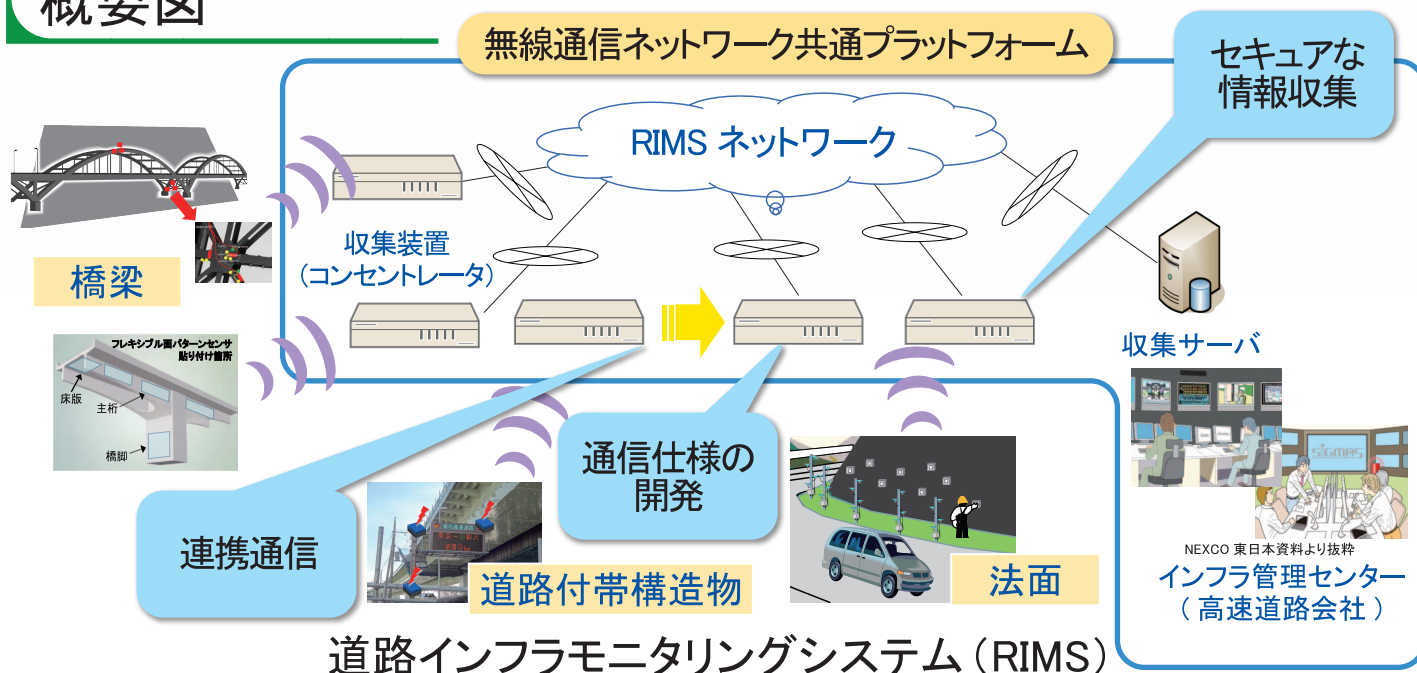 概要図
無線通信ネットワーク共通プラットフォーム
セキュアな
情報収集
RIMS ネットワーク
収集装置
（コンセントレータ）
橋梁
フレキシブル面パターンセンサ
貼り付け箇所
床版
主桁
橋脚
収集サーバ
連携通信
通信仕様の
開発
道路付帯構造物
法面
SIGMAS
NEXCO 東日本資料より抜粋
インフラ管理センター
（ 高速道路会社 ）
道路インフラモニタリングシステム（RIMS）